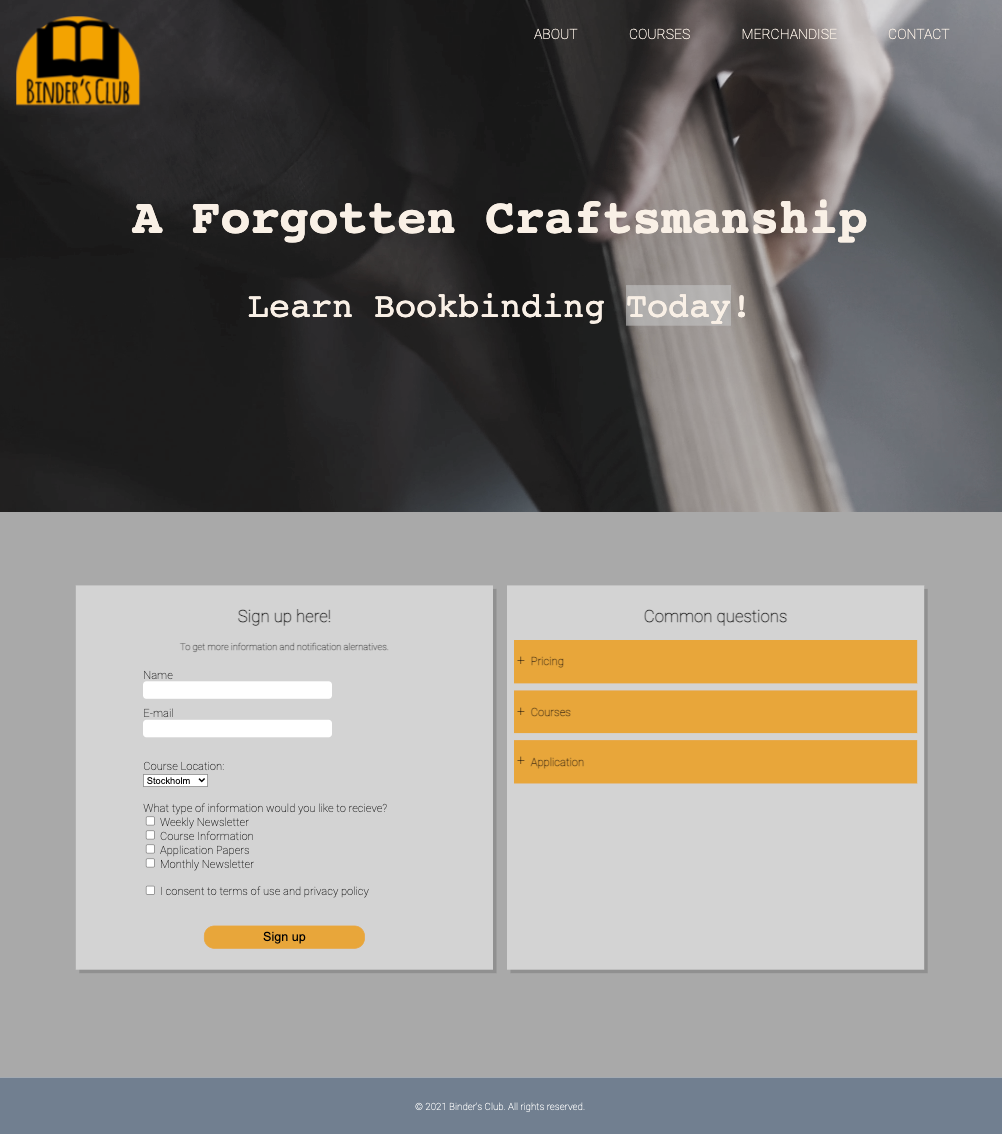 BINDER'S CLUB
ABOUT COURSES MERCHANDISE CONTACT
A Forgotten Craftsmanship
Learn Bookbinding Today!
Sign up here!
To get more information and notification alernatives.
Name
E-mail
Course Location:
Stockholm
What type of information would you like to recieve?
Weekly Newsletter
Course Information
Application Papers
Monthly Newsletter
I consent to terms of use and privacy policy
Sign up
Common questions
+ Pricing
+ Courses
+ Application
© 2021 Binder's Club. All rights reserved.